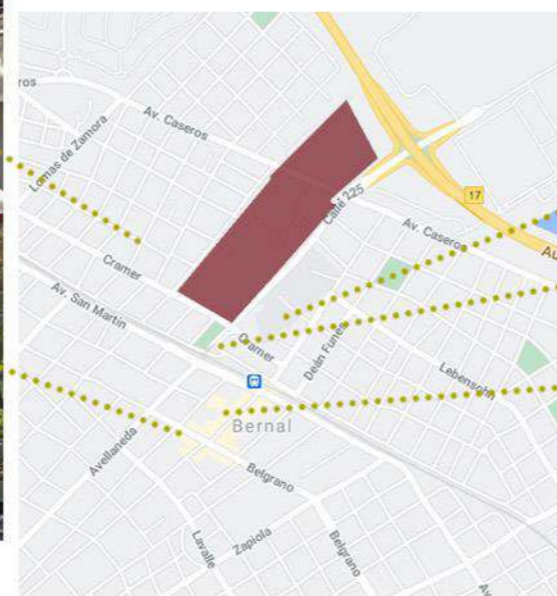 ros
Av. Caseros
Lomas de Zamora
Calle 225
17
Av. Caseros
Au
Cramer
Av. San Martín
Cramer
Deán Funes
Lebensohn
Bernal
Avellaneda
Belgrano
Lavalle
Zapiola
Belgrano
Av